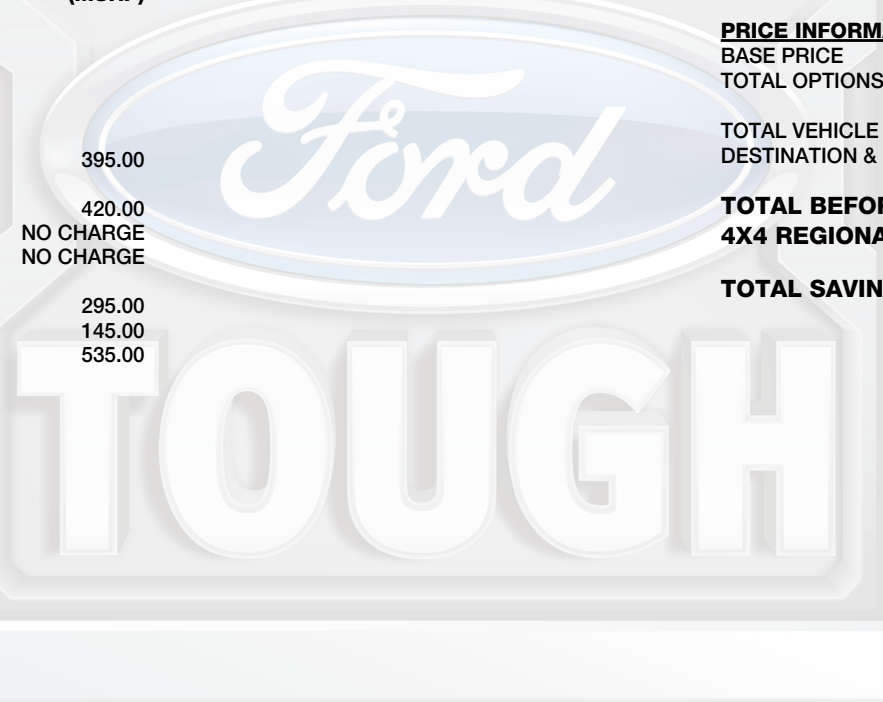 (MSRP)
395.00
420.00
NO CHARGE
NO CHARGE
295.00
145.00
535.00
PRICE INFORMA
BASE PRICE
TOTAL OPTIONS
TOTAL VEHICLE
DESTINATION &
TOTAL BEFOR
4X4 REGIONA
TOTAL SAVIN
Ford
TOUGH